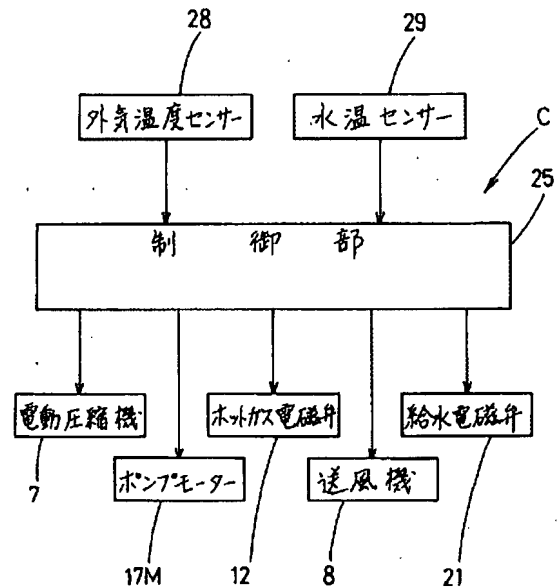 28
29
外気温度センサー
水温センサー
C
25
制御部
電動圧縮機
ホットガス電磁弁
給水電磁弁
7
ポンプモーター
送風機
17M
12
8
21